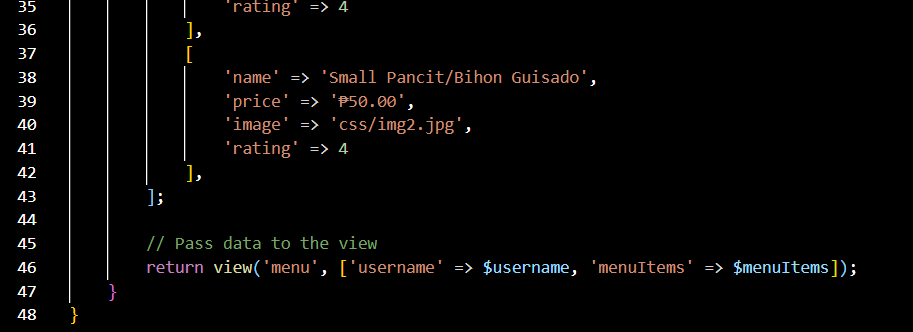 35 'rating' => 4
36 ],
37 [
38 'name' => 'Small Pancit/Bihon Guisado',
39 'price' => '₱50.00',
40 'image' => 'css/img2.jpg',
41 'rating' => 4
42 ],
43 ];
44
45 // Pass data to the view
46 return view('menu', ['username' => $username, 'menuItems' => $menuItems]);
47 }
48 }